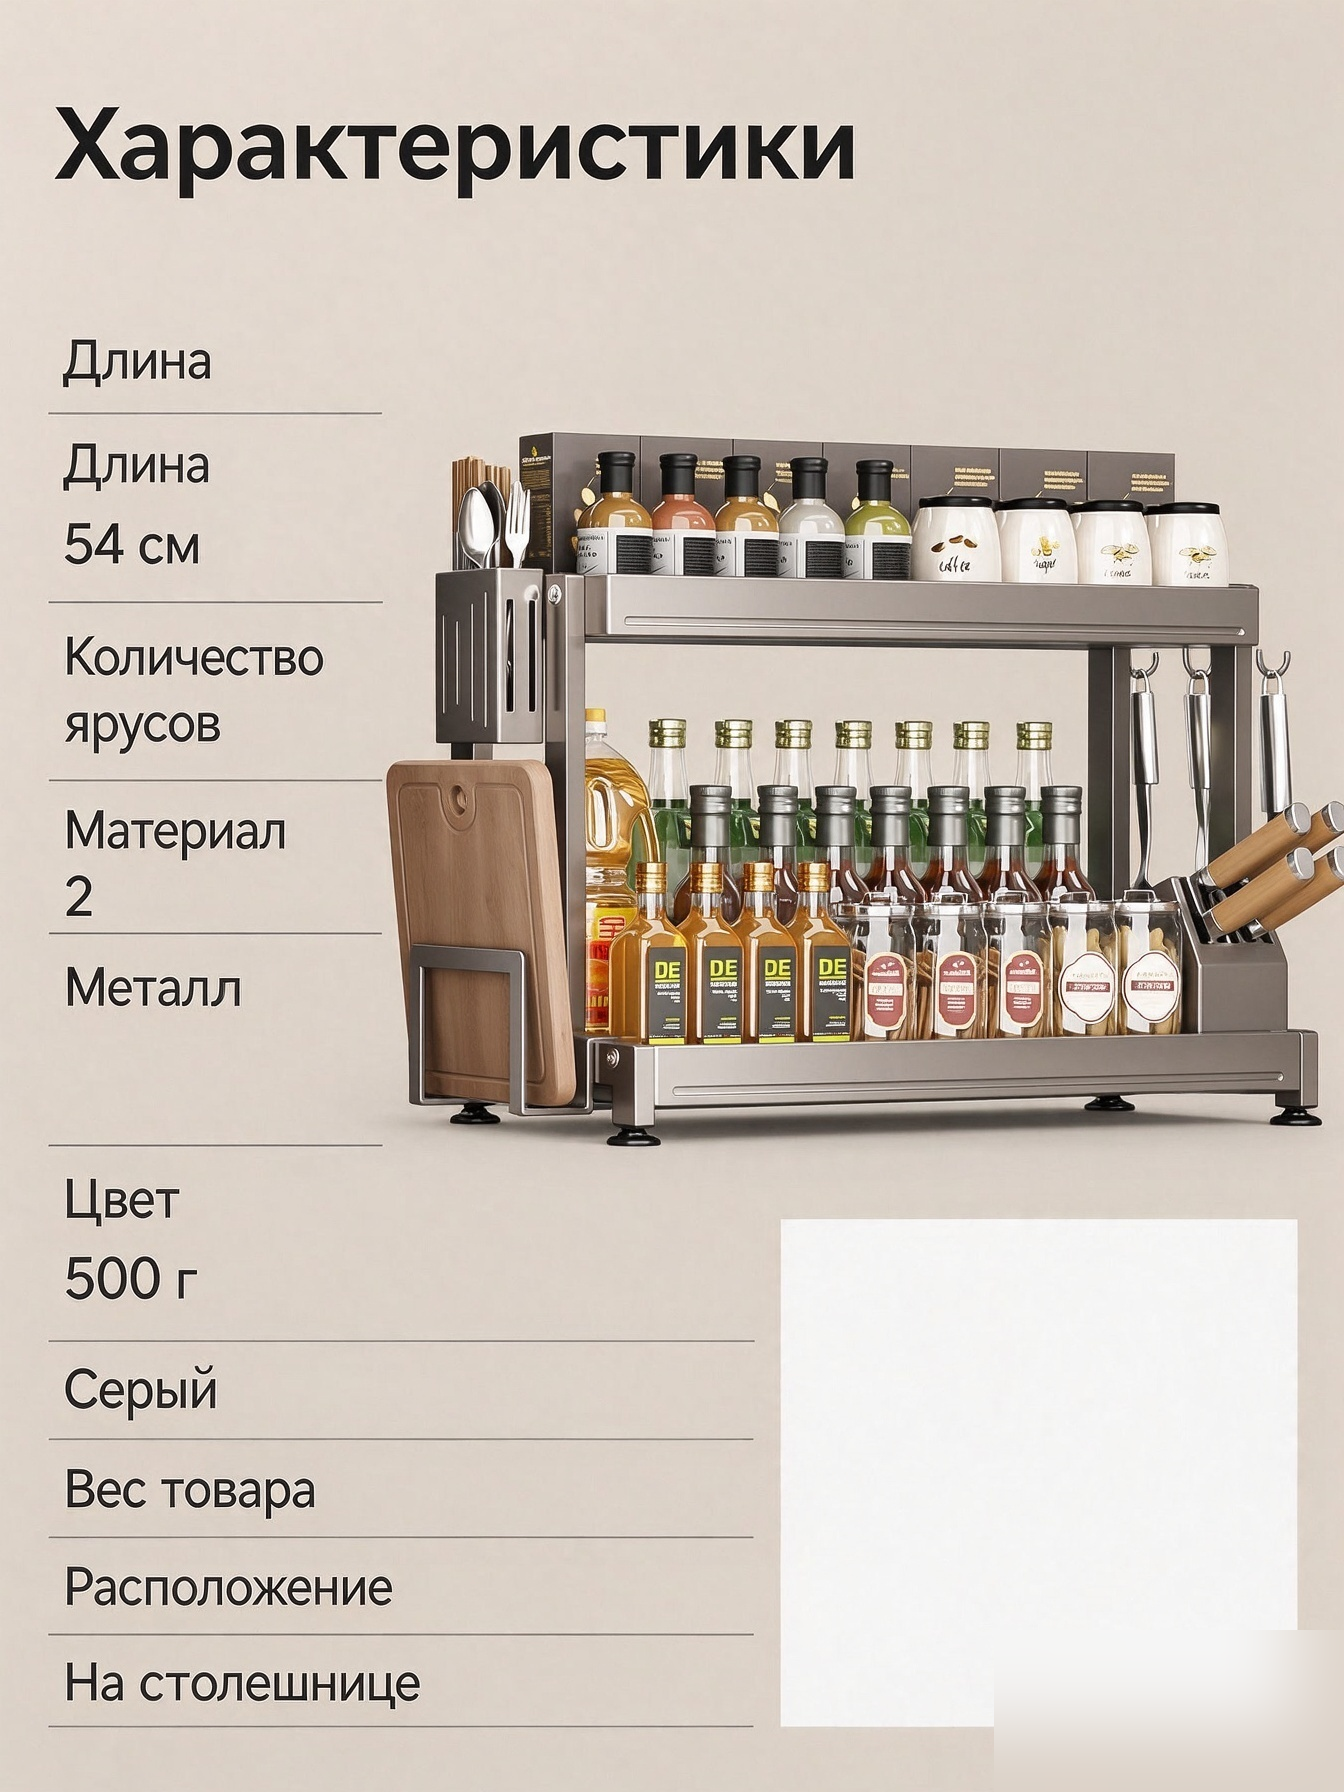 Характеристики
Длина
Длина
54 см
Количество
ярусов
Материал
2
Металл
Цвет
500 г
Серый
Вес товара
Расположение
На столешнице
DE
DE
DE
DE